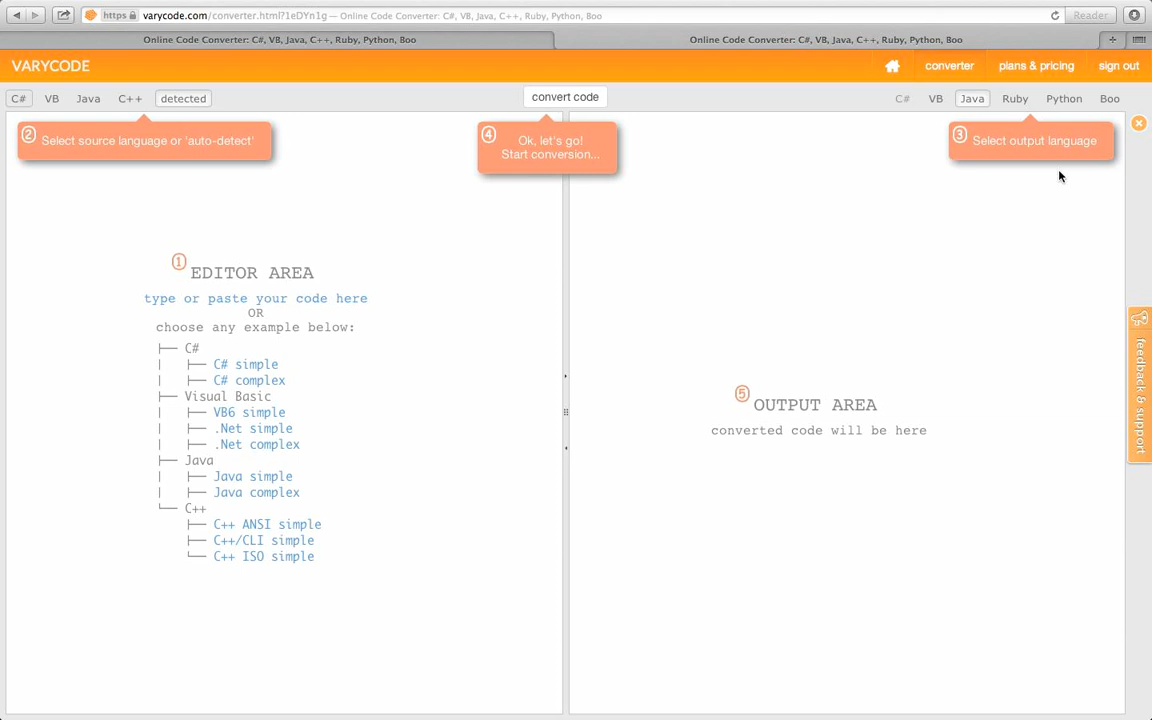 https varycode.com/converter.html?1eDYn1g — Online Code Converter: C#, VB, Java, C++, Ruby, Python, Boo
Reader
Online Code Converter: C#, VB, Java, C++, Ruby, Python, Boo
Online Code Converter: C#, VB, Java, C++, Ruby, Python, Boo
VARYCODE
converter
plans & pricing
sign out
C# VB Java C++ detected
convert code
C# VB Java Ruby Python Boo
2 Select source language or 'auto-detect'
4 Ok, let's go!
Start conversion...
3 Select output language
1 EDITOR AREA
type or paste your code here
OR
choose any example below:
C#
C# simple
C# complex
Visual Basic
VB6 simple
.Net simple
.Net complex
Java
Java simple
Java complex
C++
C++ ANSI simple
C++/CLI simple
C++ ISO simple
5 OUTPUT AREA
converted code will be here
feedback & support